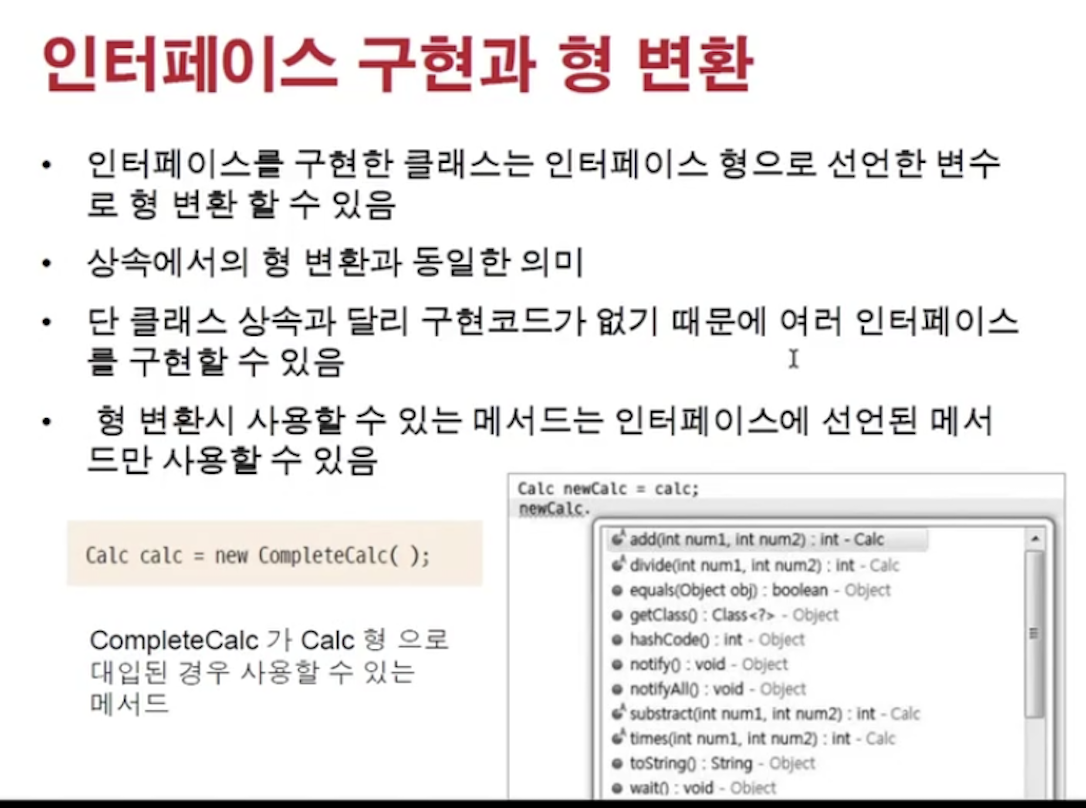 인터페이스 구현과 형 변환
• 인터페이스를 구현한 클래스는 인터페이스 형으로 선언한 변수
로 형 변환 할 수 있음
• 상속에서의 형 변환과 동일한 의미
• 단 클래스 상속과 달리 구현코드가 없기 때문에 여러 인터페이스
를 구현할 수 있음
• 형 변환시 사용할 수 있는 메서드는 인터페이스에 선언된 메서
드만 사용할 수 있음
Calc calc = new CompleteCalc( );
CompleteCalc 가 Calc 형 으로
대입된 경우 사용할 수 있는
메서드
Calc newCalc = calc;
newCalc.
add(int num1, int num2) : int - Calc
divide(int num1, int num2) : int - Calc
equals(Object obj) : boolean - Object
getClass() : Class<?> - Object
hashCode() : int - Object
notify() : void - Object
notifyAll() : void - Object
substract(int num1, int num2) : int - Calc
times(int num1, int num2) : int - Calc
toString() : String - Object
wait() : void - Object